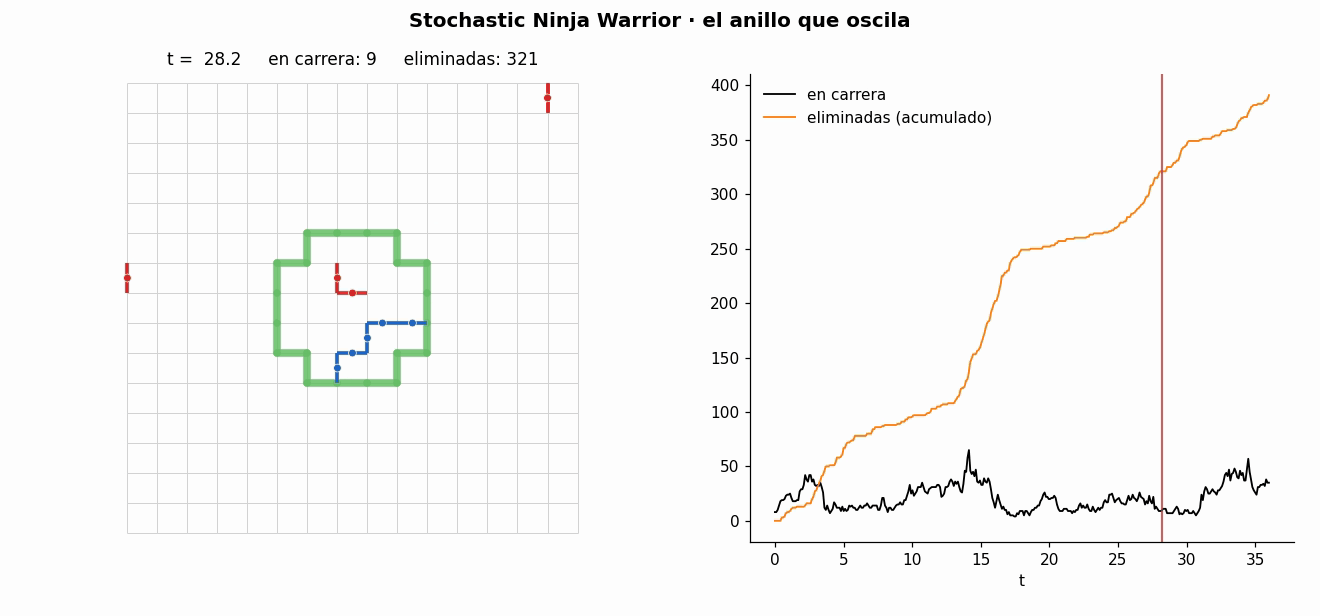 Stochastic Ninja Warrior · el anillo que oscila
t =  28.2     en carrera: 9     eliminadas: 321
en carrera
eliminadas (acumulado)
400
350
300
250
200
150
100
50
0
0 5 10 15 20 25 30 35
t